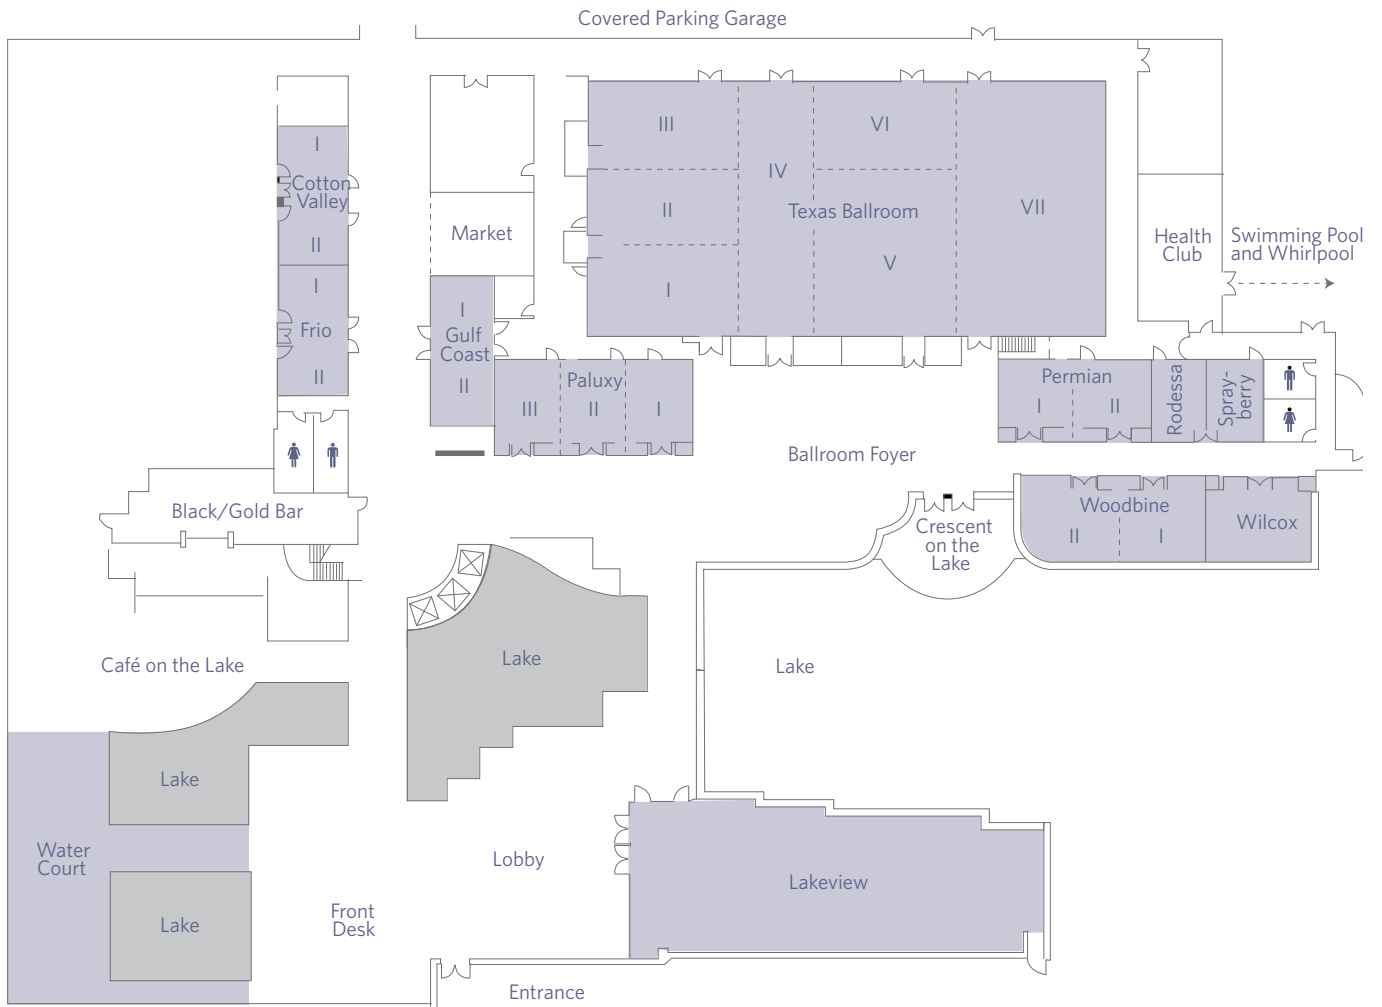 Covered Parking Garage
I
Cotton
Valley
II
I
Frio
II
Market
I
Gulf
Coast
II
III
VI
IV
II
Texas Ballroom
VII
V
I
Health
Club
Swimming Pool
and Whirlpool
Paluxy
III
II
I
Permian
I
II
Rodessa
Spray-
berry
Ballroom Foyer
Black/Gold Bar
Crescent
on the
Lake
Woodbine
II
I
Wilcox
Café on the Lake
Lake
Lake
Lake
Water
Court
Lake
Lobby
Lakeview
Front
Desk
Entrance